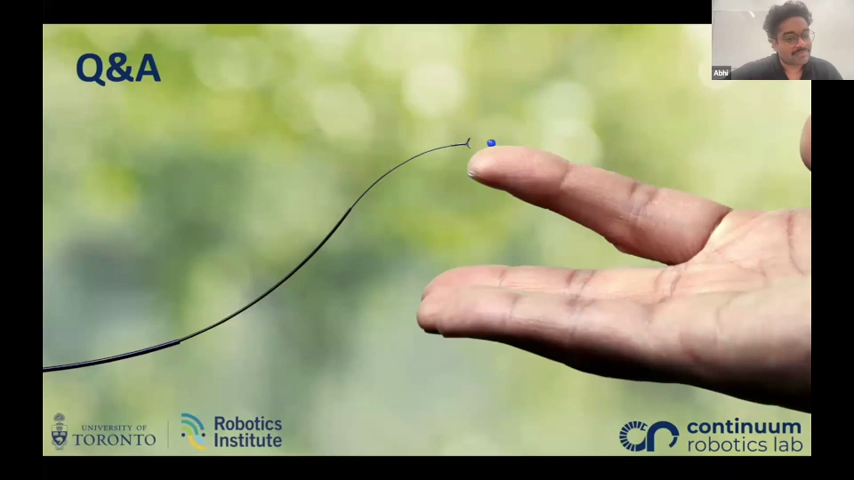 Q&A
Abhi
UNIVERSITY OF
TORONTO
Robotics
Institute
continuum
robotics lab